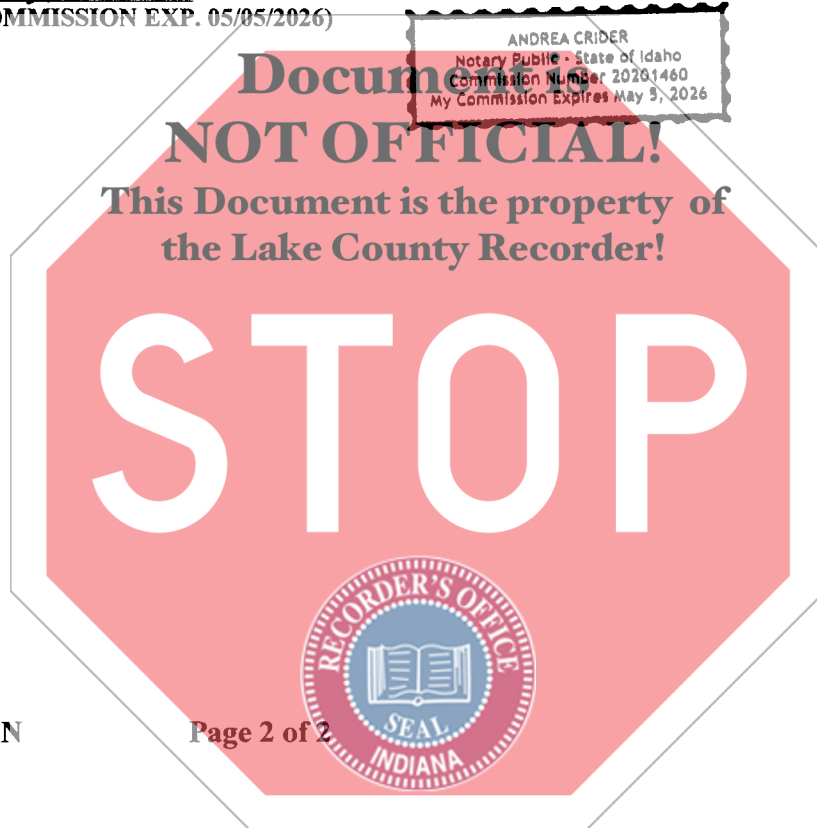 OMMISSION EXP. 05/05/2026)
ANDREA CRIDER
Notary Public - State of Idaho
Commission Number 20201460
My Commission Expires May 5, 2026
Document is
NOT OFFICIAL!
This Document is the property of
the Lake County Recorder!
STOP
RECORDER'S OFFICE
SEAL
INDIANA
N
Page 2 of 2